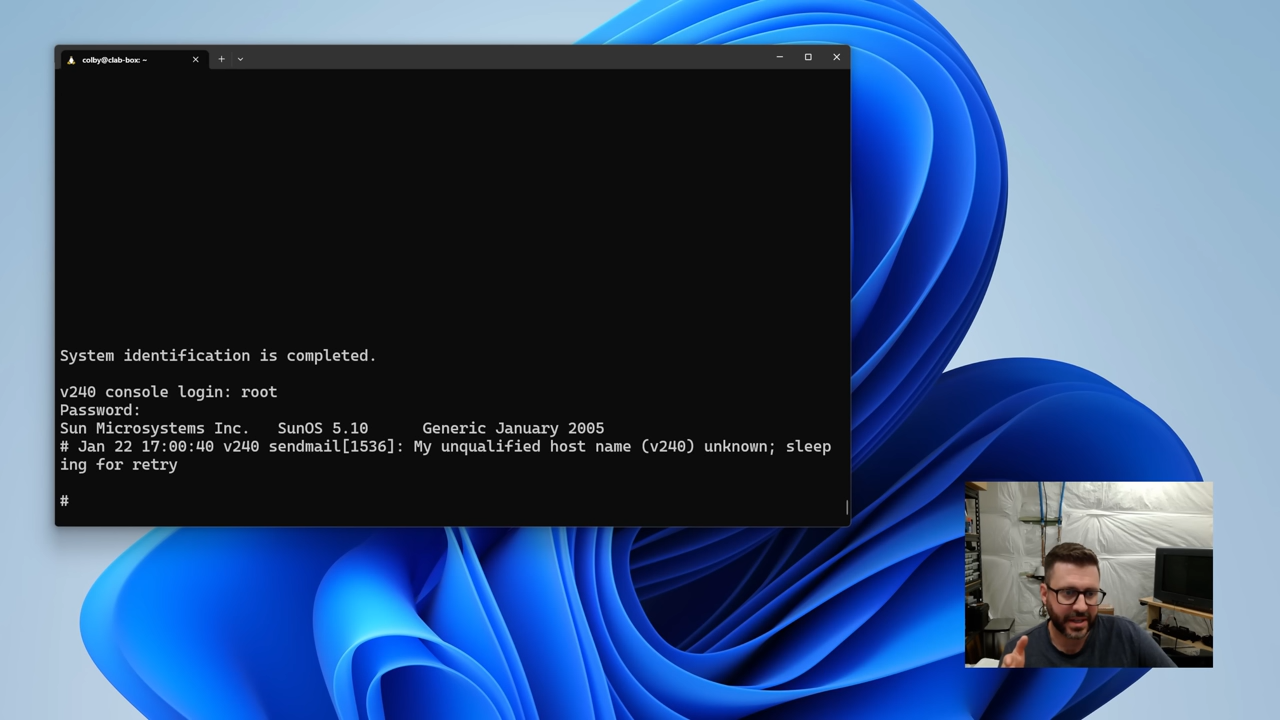 colby@clab-box: ~
System identification is completed.
v240 console login: root
Password:
Sun Microsystems Inc.   SunOS 5.10      Generic January 2005
# Jan 22 17:00:40 v240 sendmail[1536]: My unqualified host name (v240) unknown; sleep
ing for retry
#